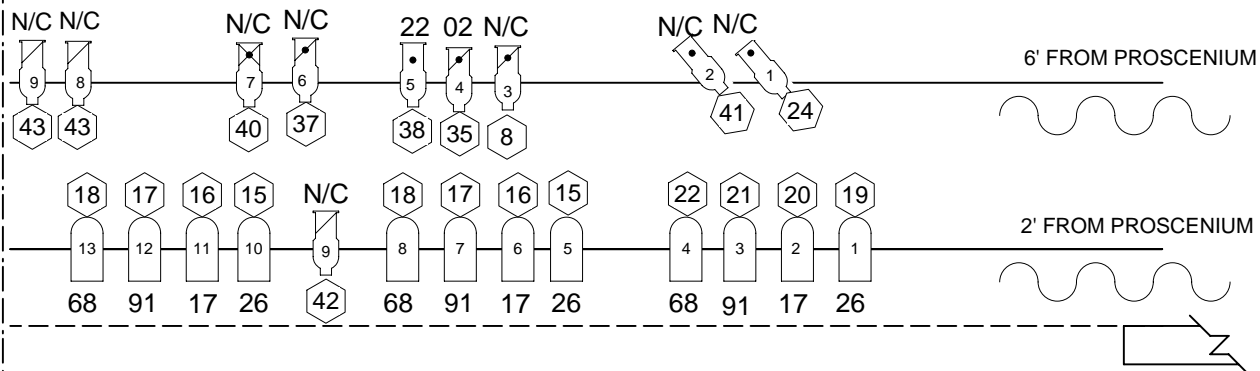 N/C N/C N/C N/C 22 02 N/C N/C N/C
9 8 7 6 5 4 3 2 1 6' FROM PROSCENIUM
43 43 40 37 38 35 8 41 24
18 17 16 15 N/C 18 17 16 15 22 21 20 19
13 12 11 10 9 8 7 6 5 4 3 2 1 2' FROM PROSCENIUM
68 91 17 26 42 68 91 17 26 68 91 17 26